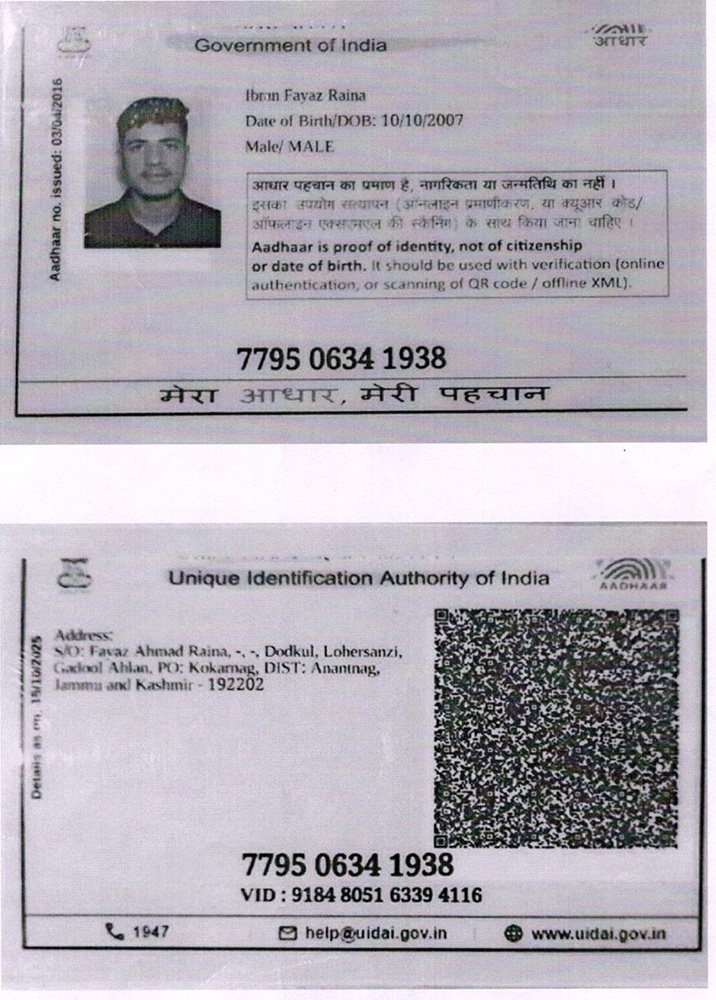 Government of India
आधार
Aadhaar no. issued: 03/04/2016
Fayaz Raina
Date of Birth/DOB: 10/10/2007
Male/ MALE
आधार पहचान का प्रमाण है, नागरिकता या जन्मतिथि का नहीं ।
इसका उपयोग सत्यापन (ऑनलाइन प्रमाणीकरण, या क्यूआर कोड/
ऑफलाइन एक्सएमएल की स्कैनिंग) के साथ किया जाना चाहिए ।
Aadhaar is proof of identity, not of citizenship
or date of birth. It should be used with verification (online
authentication, or scanning of QR code / offline XML).
7795 0634 1938
मेरा आधार, मेरी पहचान
Unique Identification Authority of India
AADHAAR
Details as on: 15/10/2025
Address:
S/O: Fayaz Ahmad Raina, -, -, Dodkul, Lohersanzi,
Gadool Ahlan, PO: Kokarnag, DIST: Anantnag,
Jammu and Kashmir - 192202
7795 0634 1938
VID : 9184 8051 6339 4116
1947
help@uidai.gov.in
www.uidai.gov.in